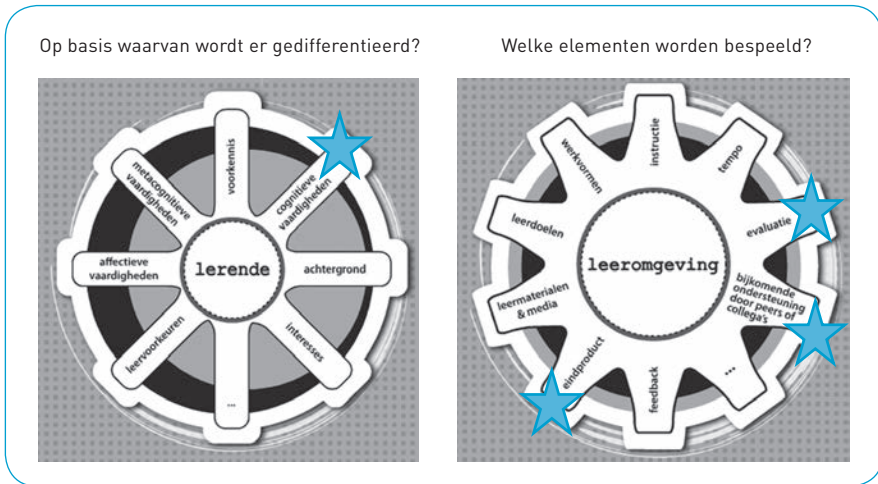 Op basis waarvan wordt er gedifferentieerd?
voorkennis
cognitieve
vaardigheden
achtergrond
interesses
...
leervoorkeuren
affectieve
vaardigheden
metacognitieve
vaardigheden
lerende
Welke elementen worden bespeeld?
instructie
tempo
evaluatie
bijkomende
ondersteuning
door peers of
collega's
...
feedback
eindproduct
leermaterialen
& media
leerdoelen
werkvormen
leeromgeving